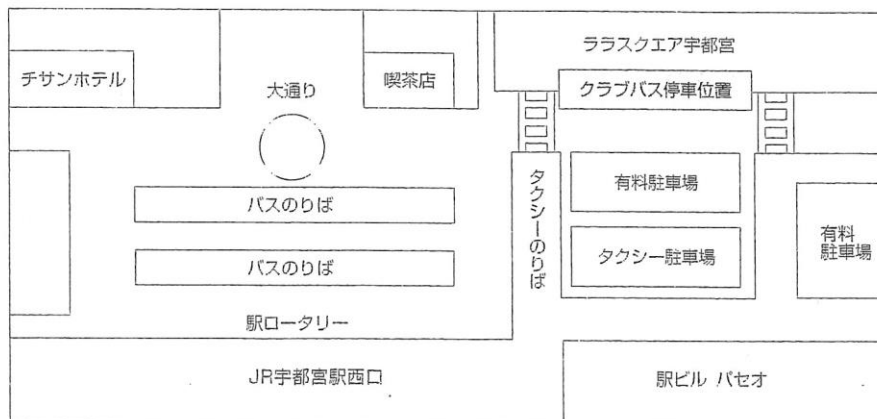 ララスクエア宇都宮
チサンホテル
喫茶店
クラブバス停車位置
大通り
バスのりば
タクシーのりば
有料駐車場
有料
駐車場
バスのりば
タクシー駐車場
駅ロータリー
JR宇都宮駅西口
駅ビル パセオ